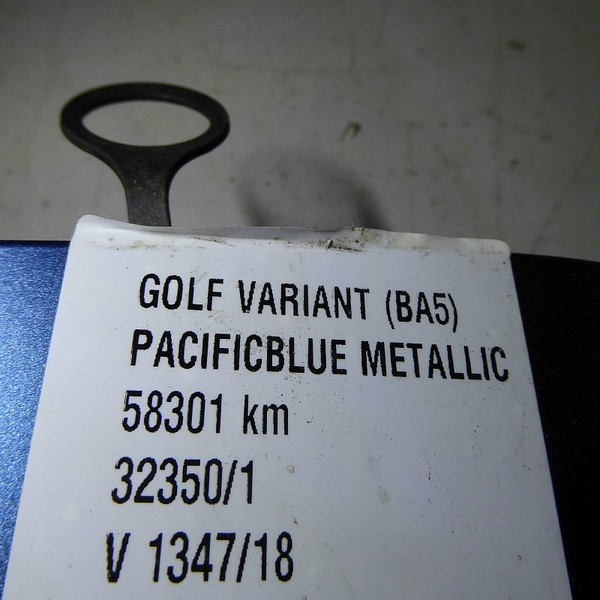 GOLF VARIANT (BA5)
PACIFICBLUE METALLIC
58301 km
32350/1
V 1347/18